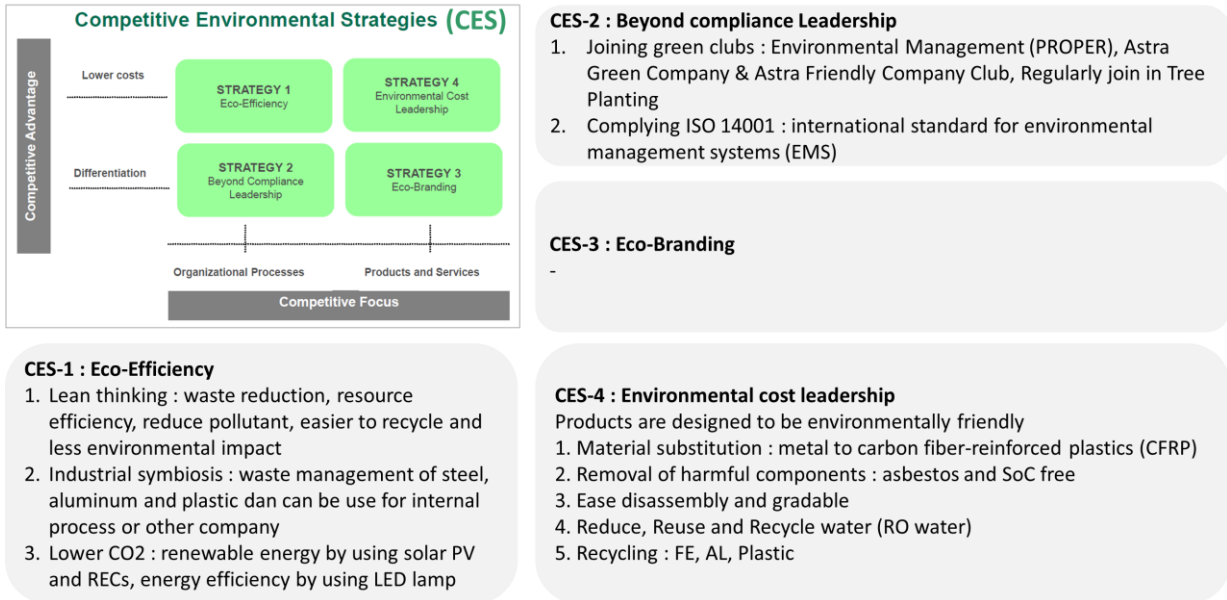 Competitive Environmental Strategies (CES)
Competitive Advantage
Lower costs
Differentiation
STRATEGY 1
Eco-Efficiency
STRATEGY 4
Environmental Cost
Leadership
STRATEGY 2
Beyond Compliance
Leadership
STRATEGY 3
Eco-Branding
Organizational Processes
Products and Services
Competitive Focus
CES-2 : Beyond compliance Leadership
1. Joining green clubs : Environmental Management (PROPER), Astra
Green Company & Astra Friendly Company Club, Regularly join in Tree
Planting
2. Complying ISO 14001 : international standard for environmental
management systems (EMS)
CES-3 : Eco-Branding
-
CES-1 : Eco-Efficiency
1. Lean thinking : waste reduction, resource
efficiency, reduce pollutant, easier to recycle and
less environmental impact
2. Industrial symbiosis : waste management of steel,
aluminum and plastic dan can be use for internal
process or other company
3. Lower CO2 : renewable energy by using solar PV
and RECs, energy efficiency by using LED lamp
CES-4 : Environmental cost leadership
Products are designed to be environmentally friendly
1. Material substitution : metal to carbon fiber-reinforced plastics (CFRP)
2. Removal of harmful components : asbestos and SoC free
3. Ease disassembly and gradable
4. Reduce, Reuse and Recycle water (RO water)
5. Recycling : FE, AL, Plastic